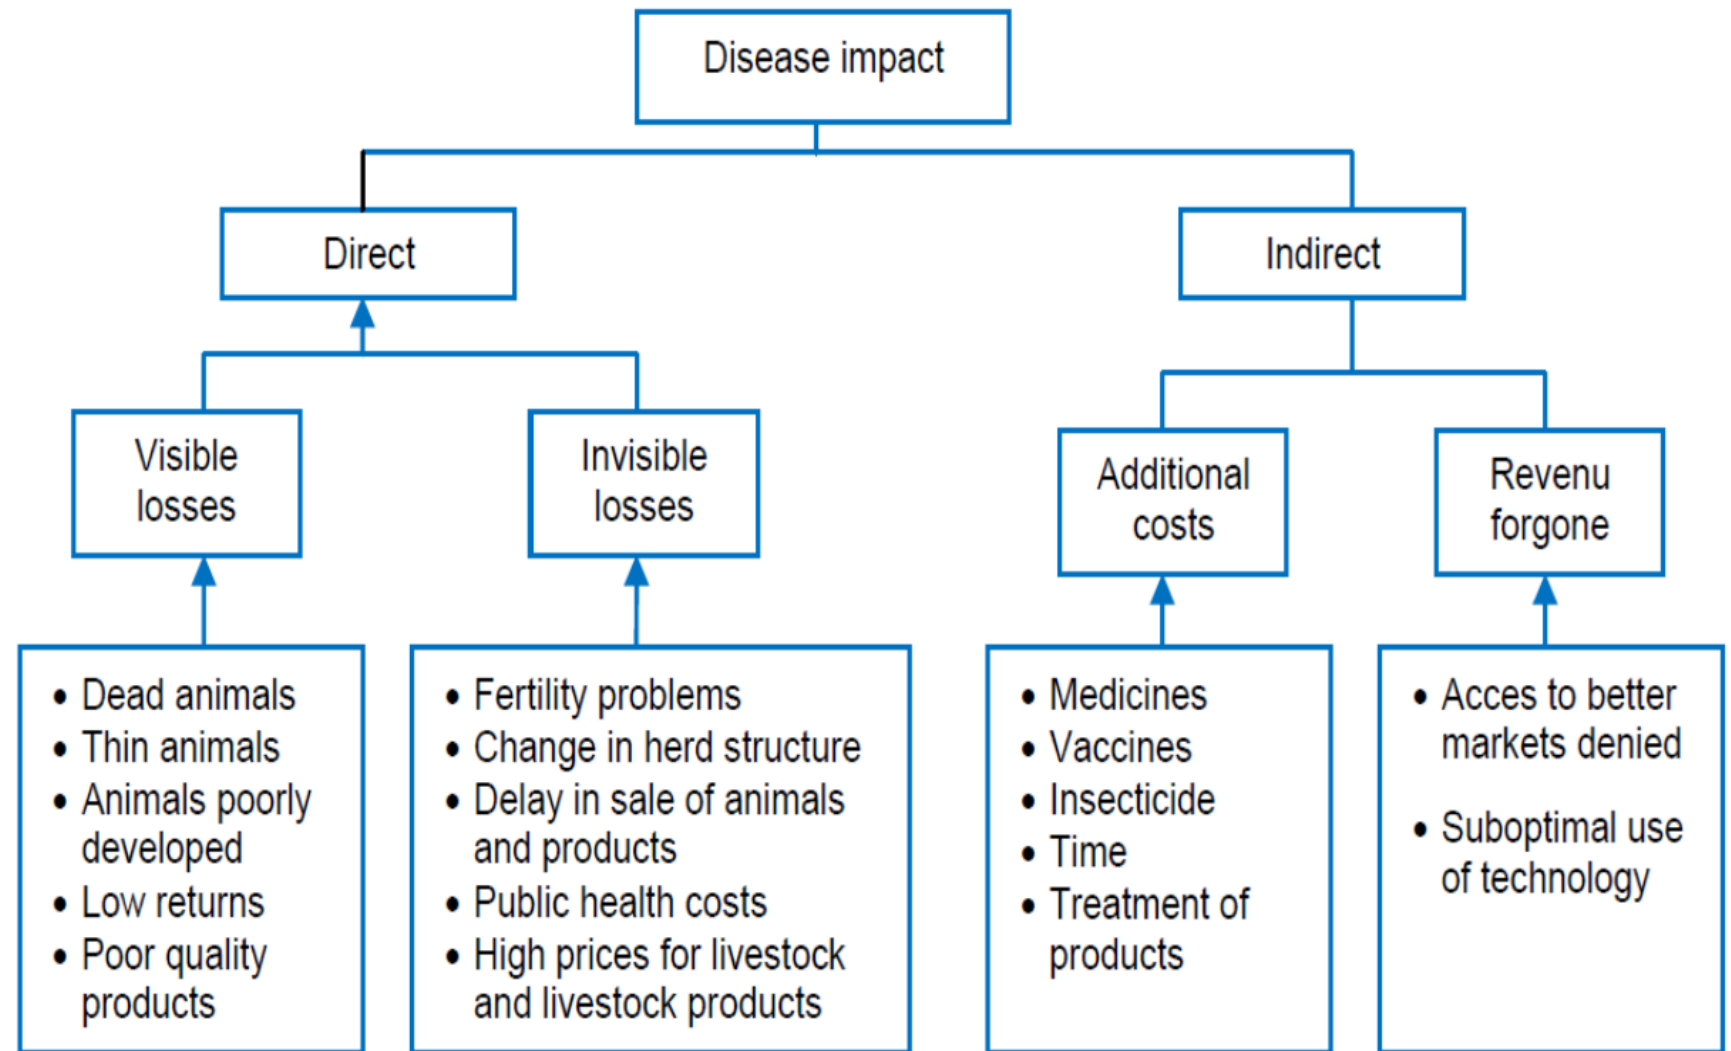 Disease impact
Direct
Indirect
Visible
losses
Invisible
losses
Additional
costs
Revenu
forgone
• Dead animals
• Thin animals
• Animals poorly
developed
• Low returns
• Poor quality
products
• Fertility problems
• Change in herd structure
• Delay in sale of animals
and products
• Public health costs
• High prices for livestock
and livestock products
• Medicines
• Vaccines
• Insecticide
• Time
• Treatment of
products
• Acces to better
markets denied
• Suboptimal use
of technology